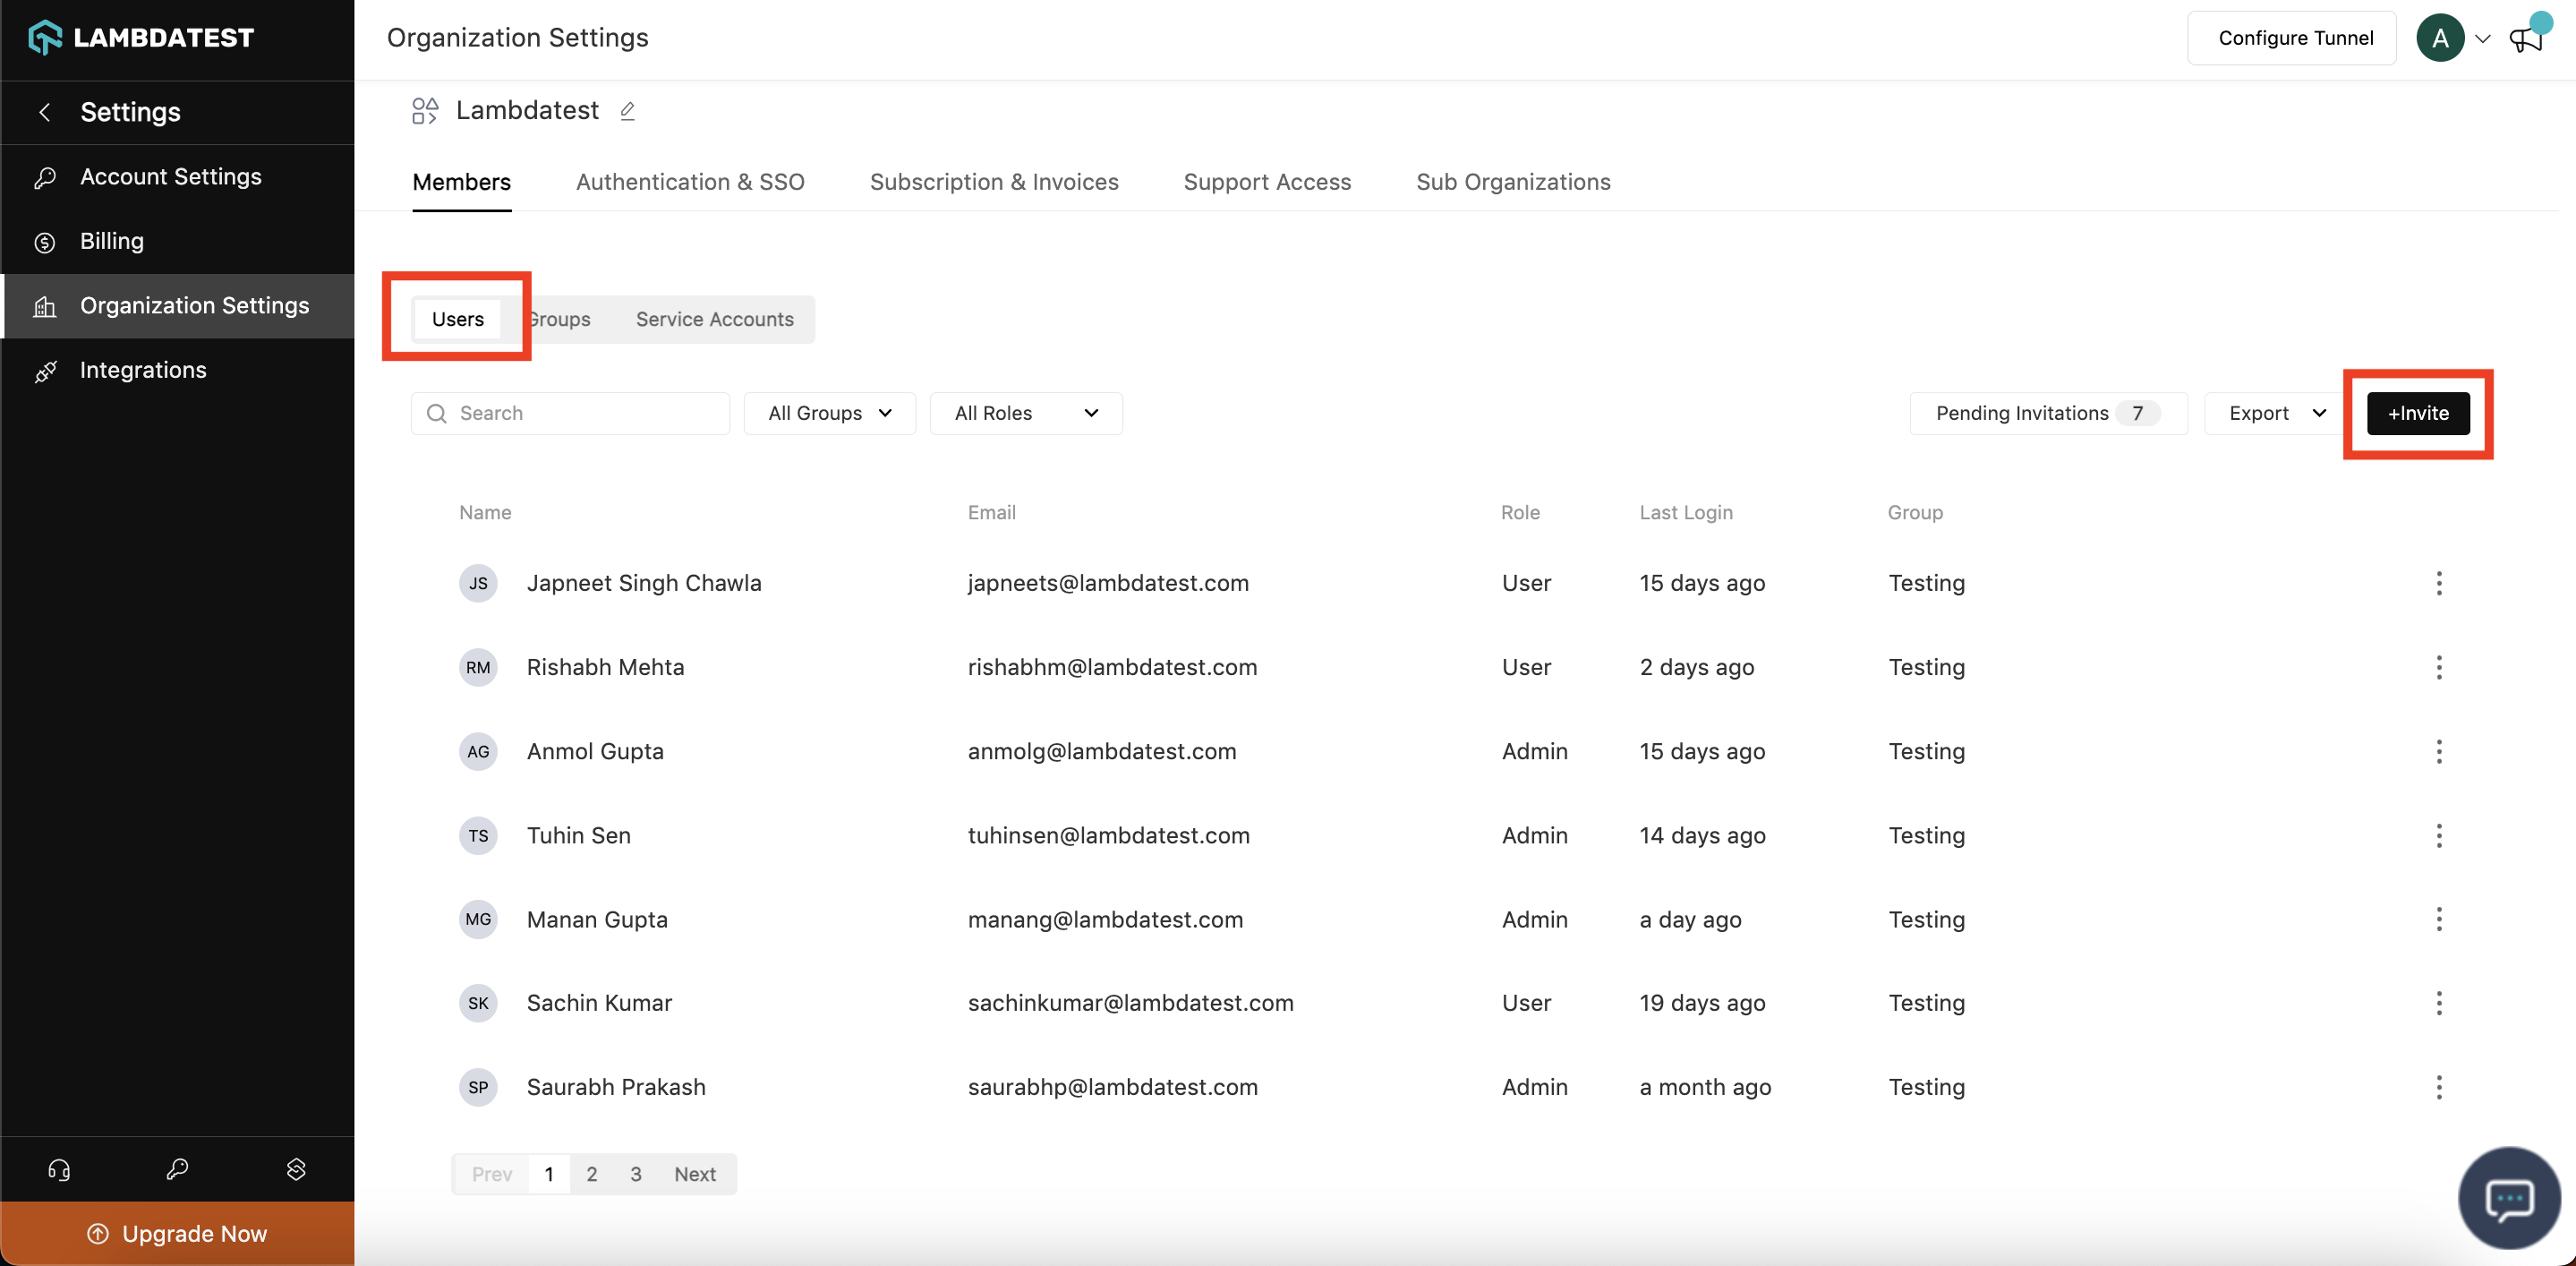 LAMBDATEST
Organization Settings
Configure Tunnel
A
Settings
Lambdatest
Account Settings
Members Authentication & SSO Subscription & Invoices Support Access Sub Organizations
Billing
Organization Settings
Users Groups Service Accounts
Integrations
Search All Groups All Roles Pending Invitations 7 Export +Invite
Name Email Role Last Login Group
JS Japneet Singh Chawla japneets@lambdatest.com User 15 days ago Testing
RM Rishabh Mehta rishabhm@lambdatest.com User 2 days ago Testing
AG Anmol Gupta anmolg@lambdatest.com Admin 15 days ago Testing
TS Tuhin Sen tuhinsen@lambdatest.com Admin 14 days ago Testing
MG Manan Gupta manang@lambdatest.com Admin a day ago Testing
SK Sachin Kumar sachinkumar@lambdatest.com User 19 days ago Testing
SP Saurabh Prakash saurabhp@lambdatest.com Admin a month ago Testing
Prev 1 2 3 Next
Upgrade Now